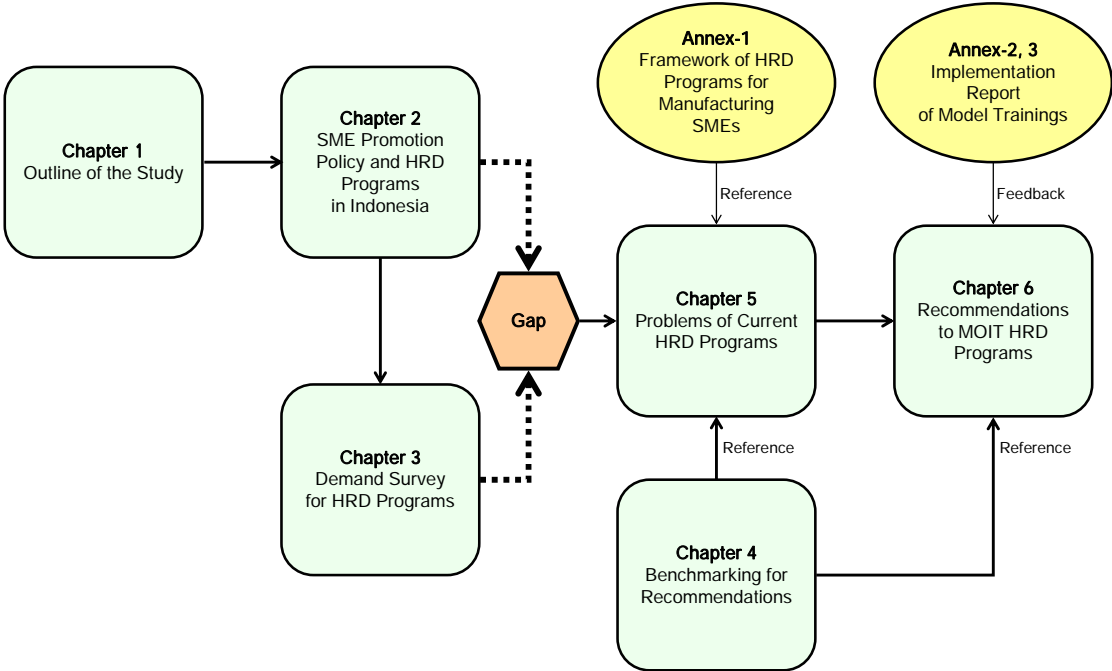 Chapter 1
Outline of the Study
Chapter 2
SME Promotion
Policy and HRD
Programs
in Indonesia
Chapter 3
Demand Survey
for HRD Programs
Gap
Annex-1
Framework of HRD
Programs for
Manufacturing
SMEs
Reference
Chapter 5
Problems of Current
HRD Programs
Reference
Chapter 4
Benchmarking for
Recommendations
Annex-2, 3
Implementation
Report
of Model Trainings
Feedback
Chapter 6
Recommendations
to MOIT HRD
Programs
Reference